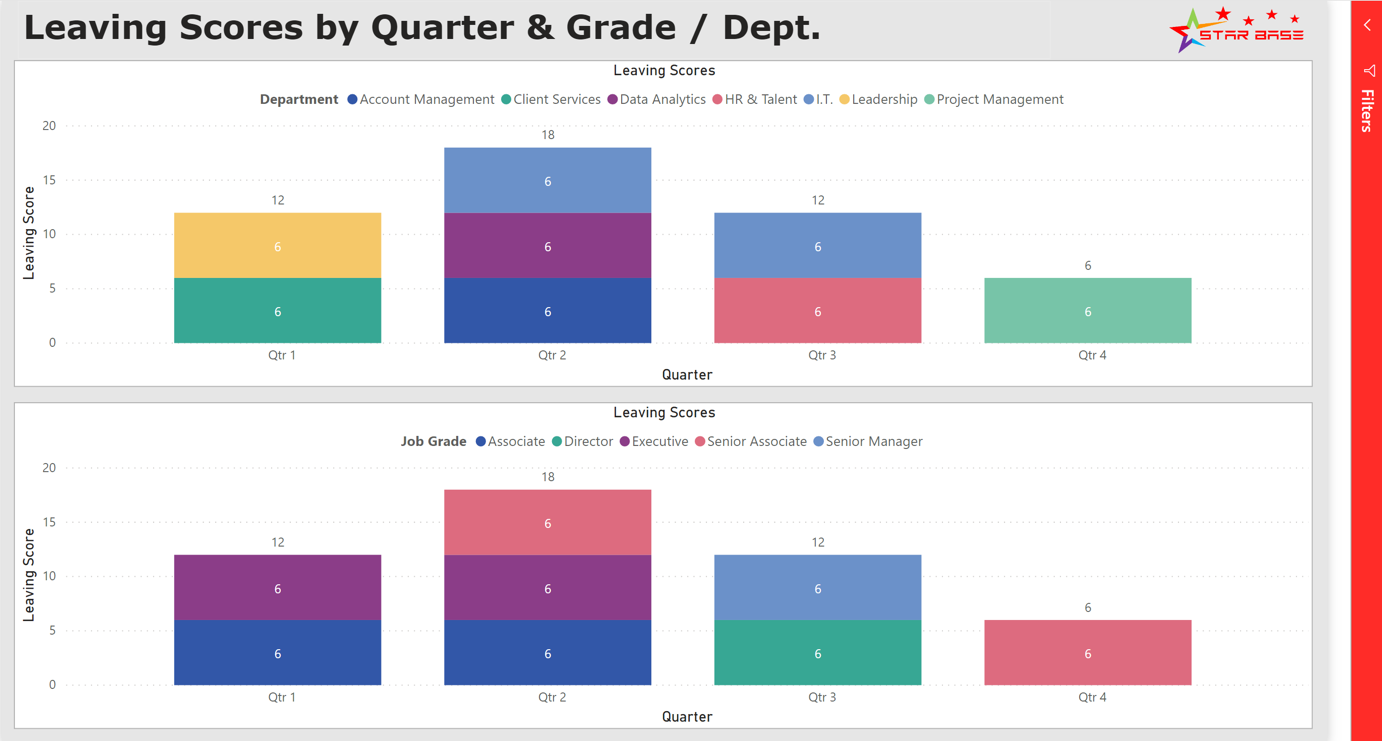 Leaving Scores by Quarter & Grade / Dept.
STAR BASE
Filters
Leaving Scores
Department Account Management Client Services Data Analytics HR & Talent I.T. Leadership Project Management
Leaving Score
20
15
10
5
0
12
6
6
18
6
6
6
12
6
6
6
6
Qtr 1 Qtr 2 Qtr 3 Qtr 4
Quarter
Leaving Scores
Job Grade Associate Director Executive Senior Associate Senior Manager
Leaving Score
20
15
10
5
0
12
6
6
18
6
6
6
12
6
6
6
6
Qtr 1 Qtr 2 Qtr 3 Qtr 4
Quarter